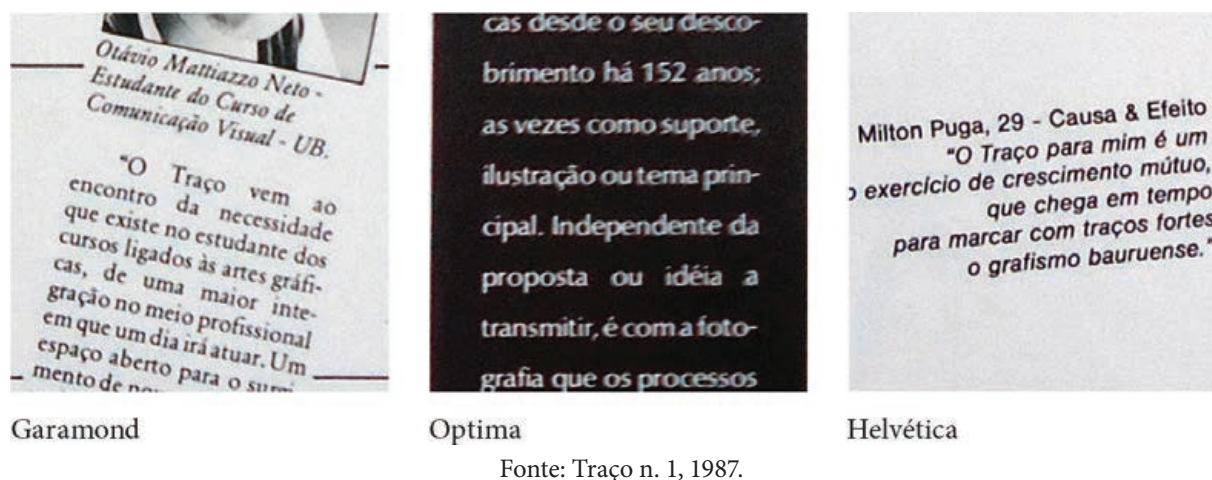 Otávio Mattiazzo Neto -
Estudante do Curso de
Comunicação Visual - UB.
"O Traço vem ao
encontro da necessidade
que existe no estudante dos
cursos ligados às artes gráfi-
cas, de uma maior inte-
gração no meio profissional
em que um dia irá atuar. Um
espaço aberto para o
mento de
cas desde o seu desco-
brimento há 152 anos;
as vezes como suporte,
ilustração ou tema prin-
cipal. Independente da
proposta ou idéia a
transmitir, é com a foto-
grafia que os processos
Milton Puga, 29 - Causa & Efeito
"O Traço para mim é um
exercício de crescimento mútuo,
que chega em tempo
para marcar com traços fortes
o grafismo bauruense."
Garamond
Optima
Helvética
Fonte: Traço n. 1, 1987.